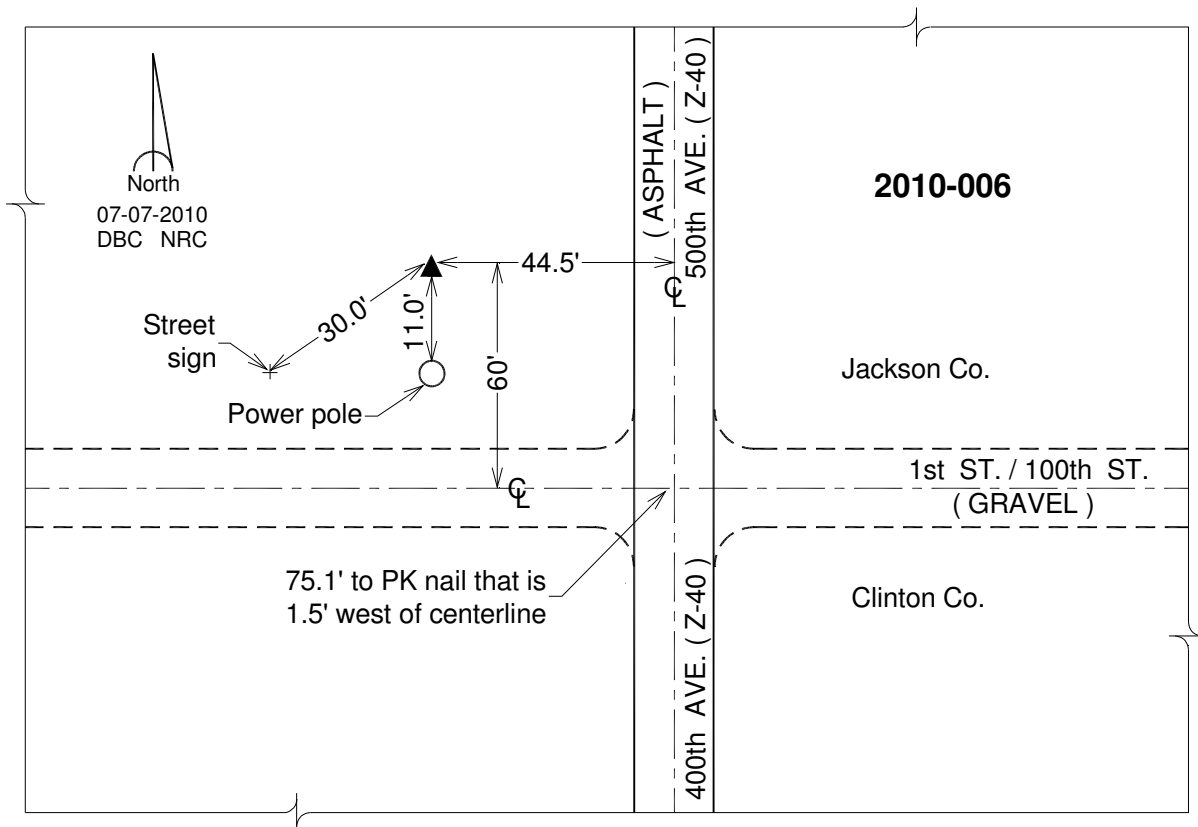 ( ASPHALT )
500th AVE. ( Z-40 )
North
07-07-2010
DBC NRC
2010-006
44.5'
℄
30.0'
11.0'
60'
Street
sign
Power pole
Jackson Co.
1st ST. / 100th ST.
( GRAVEL )
℄
75.1' to PK nail that is
1.5' west of centerline
Clinton Co.
400th AVE. ( Z-40 )